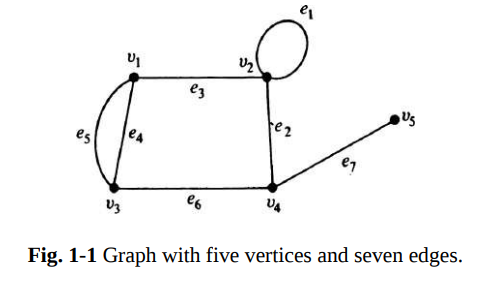 e1
v1
v2
e3
v5
e5
e4
e2
e7
v3
e6
v4
Fig. 1-1 Graph with five vertices and seven edges.